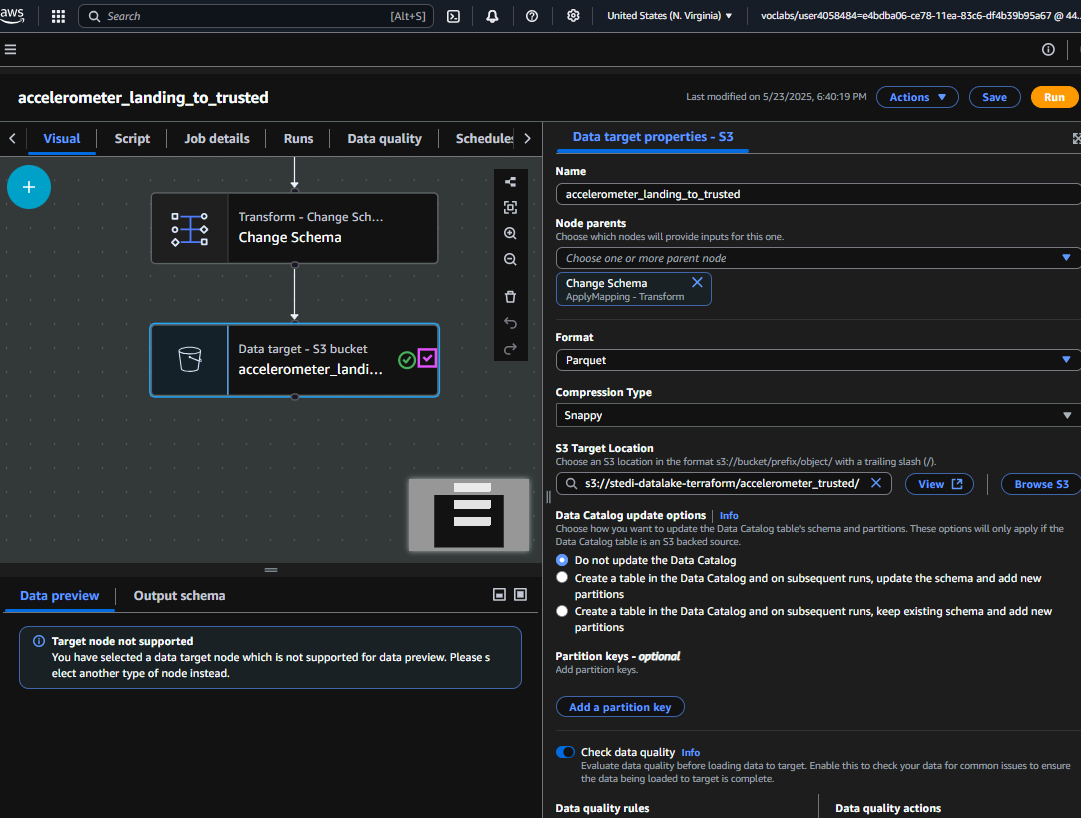 aws
Search
[Alt+S]
United States (N. Virginia)
voclabs/user4058484=e4bdba06-ce78-11ea-83c6-df4b39b95a67 @ 44..
accelerometer_landing_to_trusted
Last modified on 5/23/2025, 6:40:19 PM
Actions
Save
Run
Visual
Script
Job details
Runs
Data quality
Schedules
Transform - Change Sch...
Change Schema
Data target - S3 bucket
accelerometer_landi...
Data preview
Output schema
Target node not supported
You have selected a data target node which is not supported for data preview. Please s
elect another type of node instead.
Data target properties - S3
Name
accelerometer_landing_to_trusted
Node parents
Choose which nodes will provide inputs for this one.
Choose one or more parent node
Change Schema
ApplyMapping - Transform
Format
Parquet
Compression Type
Snappy
S3 Target Location
Choose an S3 location in the format s3://bucket/prefix/object/ with a trailing slash (/).
s3://stedi-datalake-terraform/accelerometer_trusted/
View
Browse S3
Data Catalog update options
Info
Choose how you want to update the Data Catalog table's schema and partitions. These options will only apply if the
Data Catalog table is an S3 backed source.
Do not update the Data Catalog
Create a table in the Data Catalog and on subsequent runs, update the schema and add new
partitions
Create a table in the Data Catalog and on subsequent runs, keep existing schema and add new
partitions
Partition keys - optional
Add partition keys.
Add a partition key
Check data quality
Info
Evaluate data quality before loading data to target. Enable this to check your data for common issues to ensure
the data being loaded to target is complete.
Data quality rules
Data quality actions